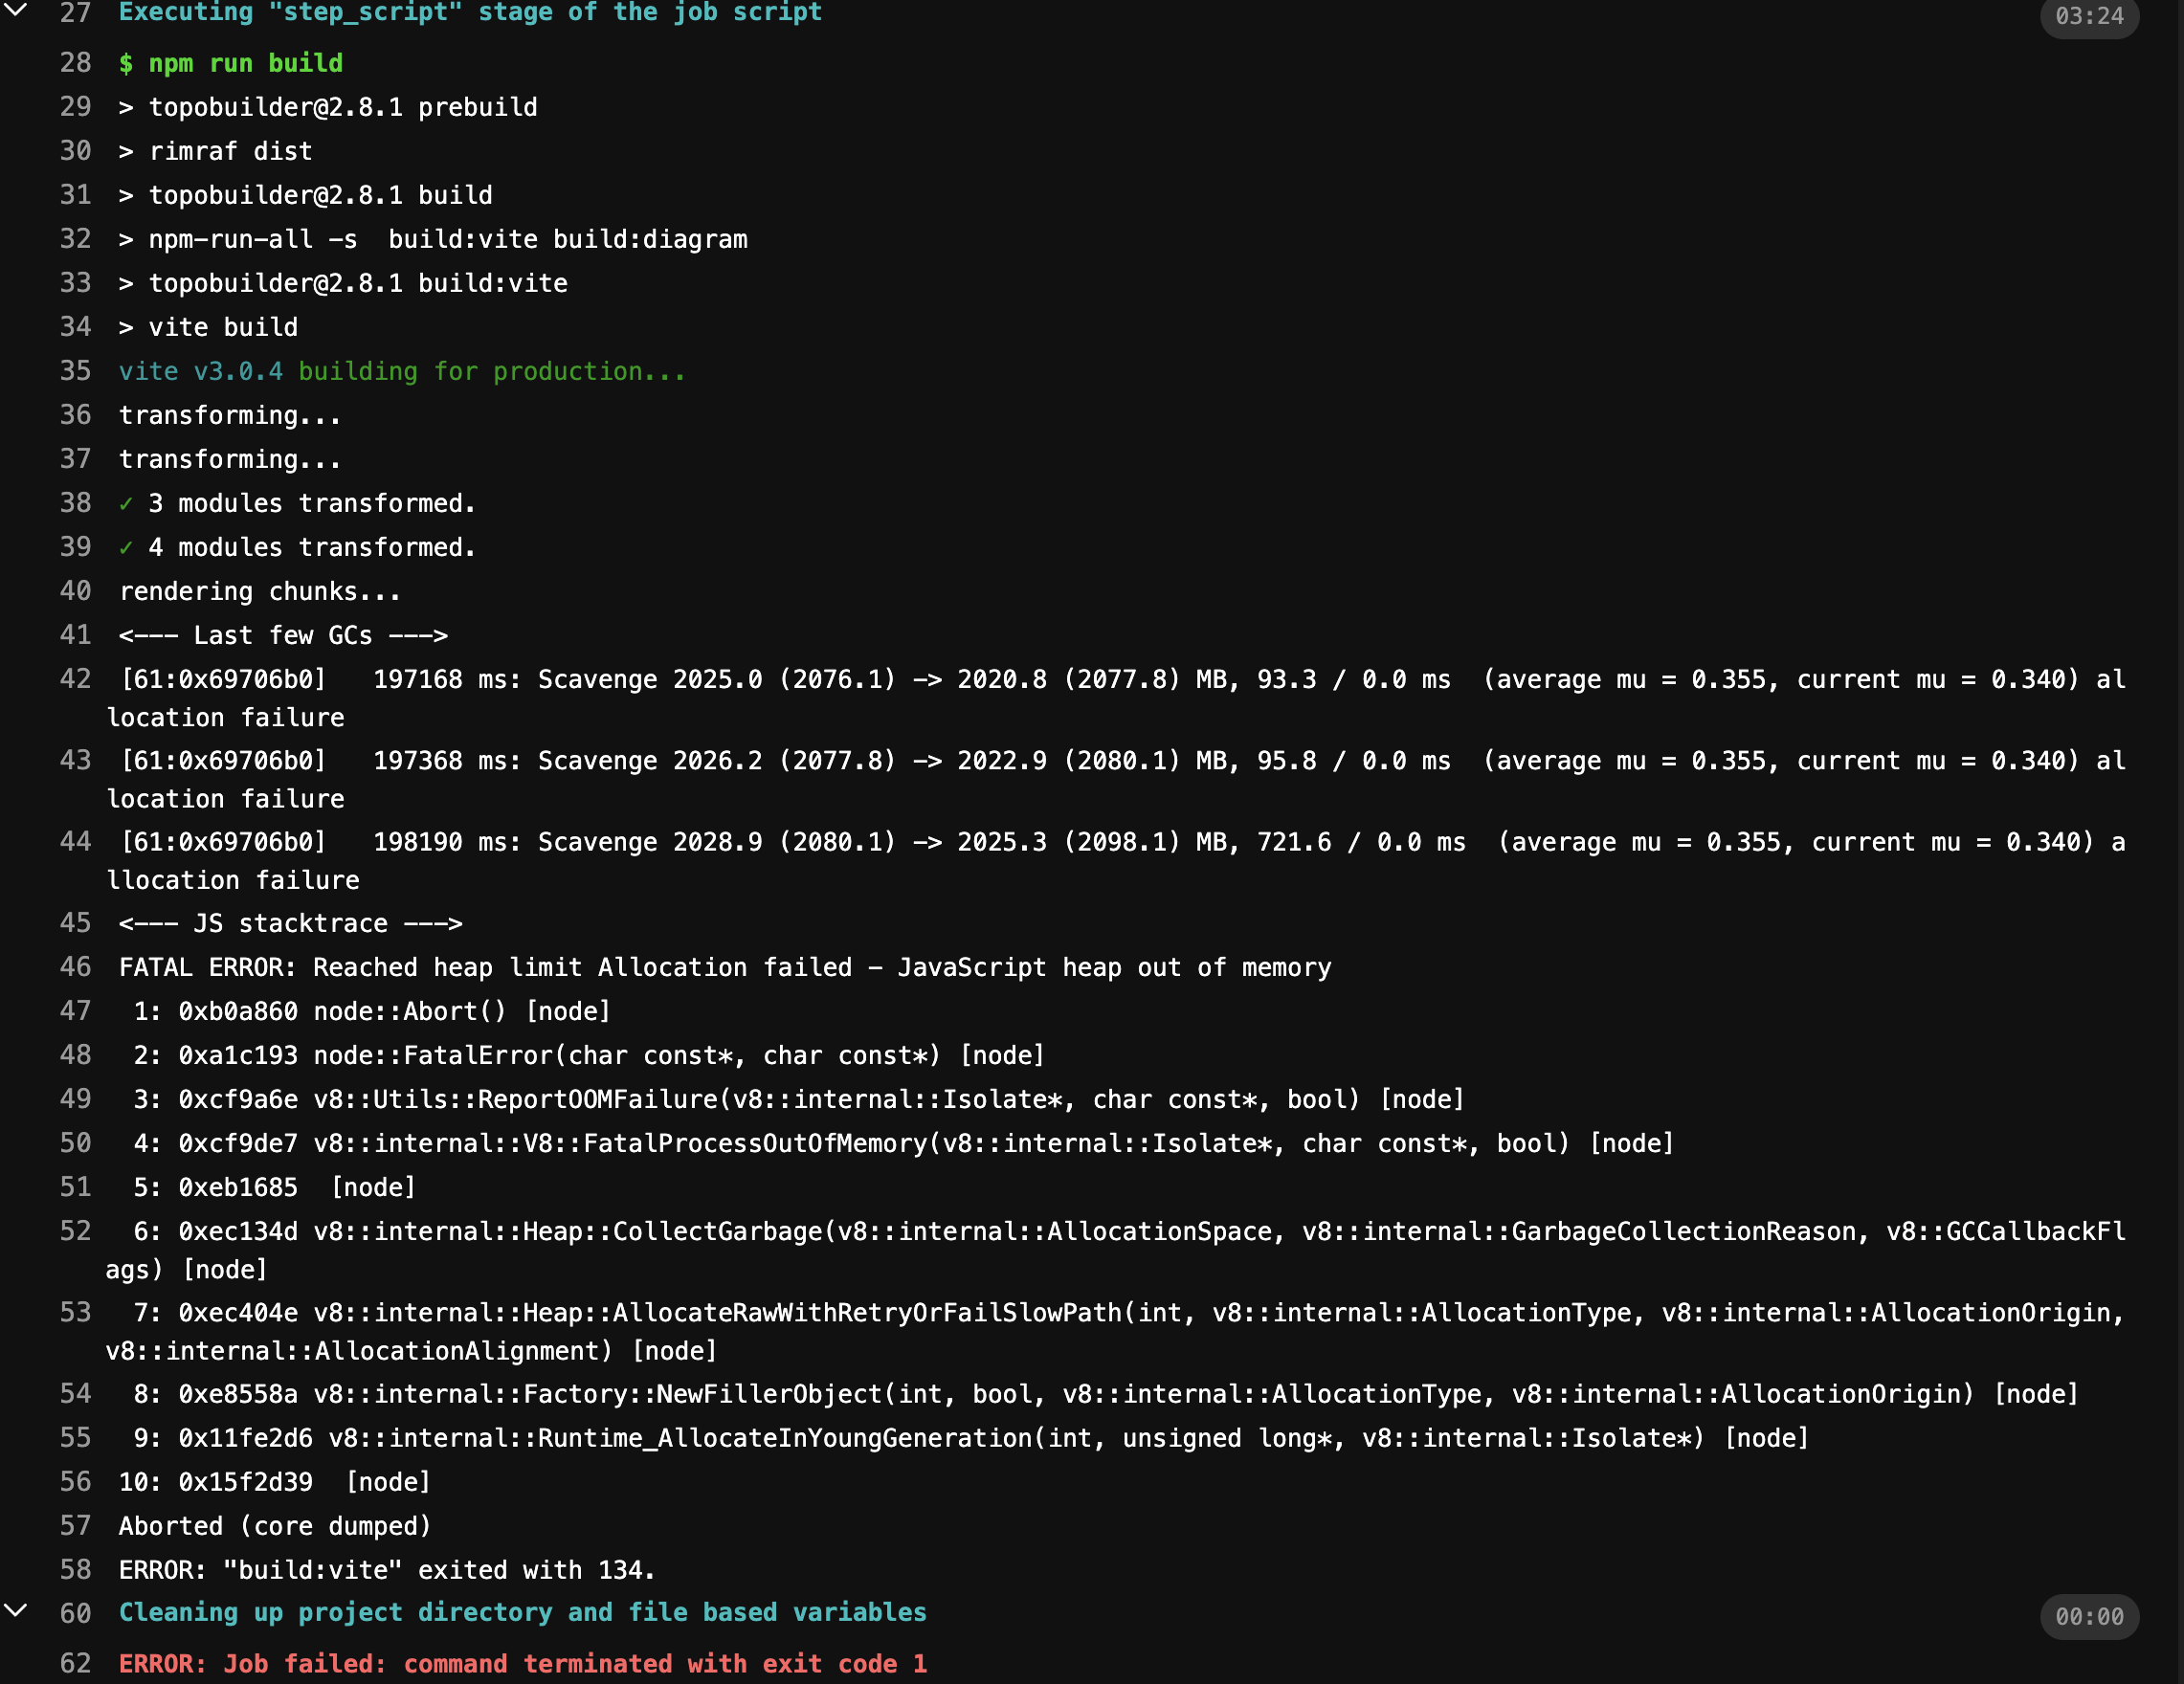 27 Executing "step_script" stage of the job script 03:24
28 $ npm run build
29 > topobuilder@2.8.1 prebuild
30 > rimraf dist
31 > topobuilder@2.8.1 build
32 > npm-run-all -s  build:vite build:diagram
33 > topobuilder@2.8.1 build:vite
34 > vite build
35 vite v3.0.4 building for production...
36 transforming...
37 transforming...
38 ✓ 3 modules transformed.
39 ✓ 4 modules transformed.
40 rendering chunks...
41 <--- Last few GCs --->
42 [61:0x69706b0]   197168 ms: Scavenge 2025.0 (2076.1) -> 2020.8 (2077.8) MB, 93.3 / 0.0 ms  (average mu = 0.355, current mu = 0.340) al
location failure
43 [61:0x69706b0]   197368 ms: Scavenge 2026.2 (2077.8) -> 2022.9 (2080.1) MB, 95.8 / 0.0 ms  (average mu = 0.355, current mu = 0.340) al
location failure
44 [61:0x69706b0]   198190 ms: Scavenge 2028.9 (2080.1) -> 2025.3 (2098.1) MB, 721.6 / 0.0 ms  (average mu = 0.355, current mu = 0.340) a
llocation failure
45 <--- JS stacktrace --->
46 FATAL ERROR: Reached heap limit Allocation failed - JavaScript heap out of memory
47  1: 0xb0a860 node::Abort() [node]
48  2: 0xa1c193 node::FatalError(char const*, char const*) [node]
49  3: 0xcf9a6e v8::Utils::ReportOOMFailure(v8::internal::Isolate*, char const*, bool) [node]
50  4: 0xcf9de7 v8::internal::V8::FatalProcessOutOfMemory(v8::internal::Isolate*, char const*, bool) [node]
51  5: 0xeb1685  [node]
52  6: 0xec134d v8::internal::Heap::CollectGarbage(v8::internal::AllocationSpace, v8::internal::GarbageCollectionReason, v8::GCCallbackFl
ags) [node]
53  7: 0xec404e v8::internal::Heap::AllocateRawWithRetryOrFailSlowPath(int, v8::internal::AllocationType, v8::internal::AllocationOrigin,
v8::internal::AllocationAlignment) [node]
54  8: 0xe8558a v8::internal::Factory::NewFillerObject(int, bool, v8::internal::AllocationType, v8::internal::AllocationOrigin) [node]
55  9: 0x11fe2d6 v8::internal::Runtime_AllocateInYoungGeneration(int, unsigned long*, v8::internal::Isolate*) [node]
56 10: 0x15f2d39  [node]
57 Aborted (core dumped)
58 ERROR: "build:vite" exited with 134.
60 Cleaning up project directory and file based variables 00:00
62 ERROR: Job failed: command terminated with exit code 1